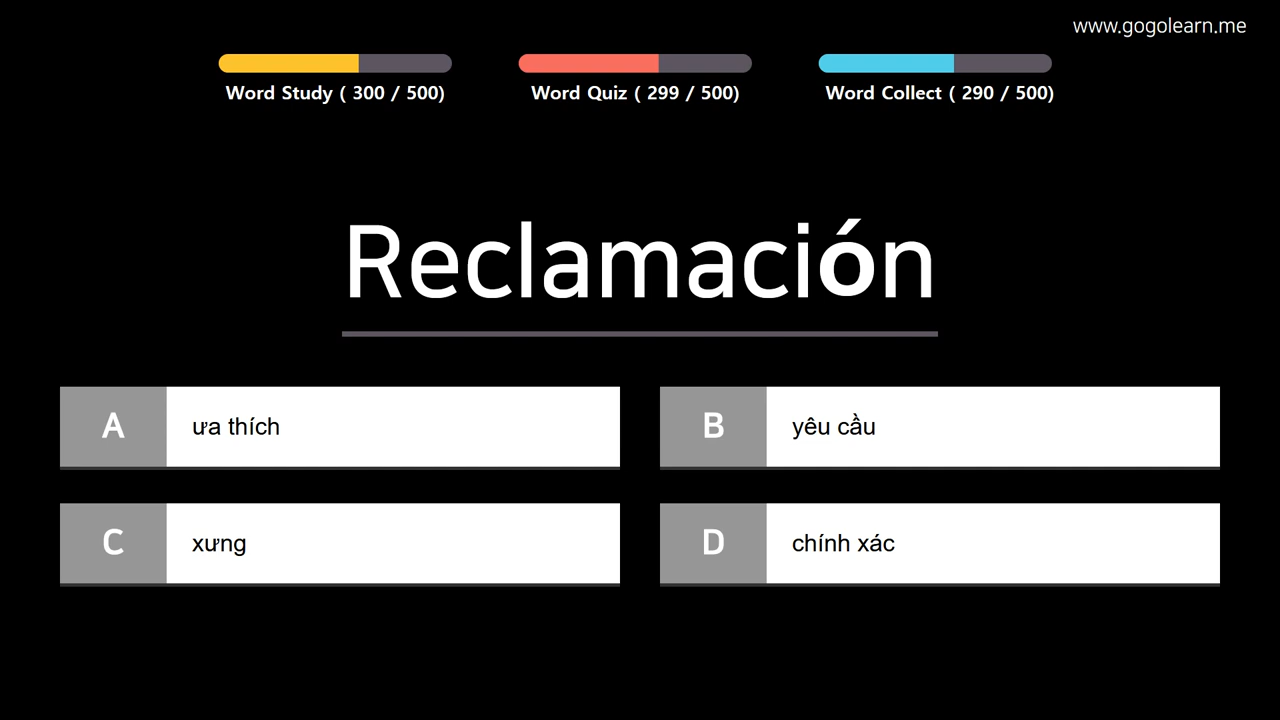 www.gogolearn.me
Word Study ( 300 / 500)
Word Quiz ( 299 / 500)
Word Collect ( 290 / 500)
Reclamación
A
ưa thích
B
yêu cầu
C
xưng
D
chính xác